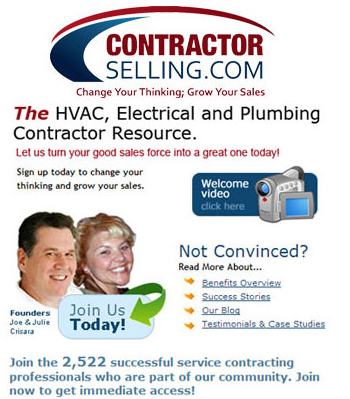 CONTRACTOR
SELLING.COM
Change Your Thinking; Grow Your Sales
The HVAC, Electrical and Plumbing
Contractor Resource.
Let us turn your good sales force into a great one today!
Sign up today to change your
thinking and grow your sales.
Welcome
video
click here
Not Convinced?
Read More About...
Benefits Overview
Success Stories
Our Blog
Testimonials & Case Studies
Founders
Joe & Julie
Crisara
Join Us
Today!
Join the 2,522 successful service contracting
professionals who are part of our community. Join
now to get immediate access!